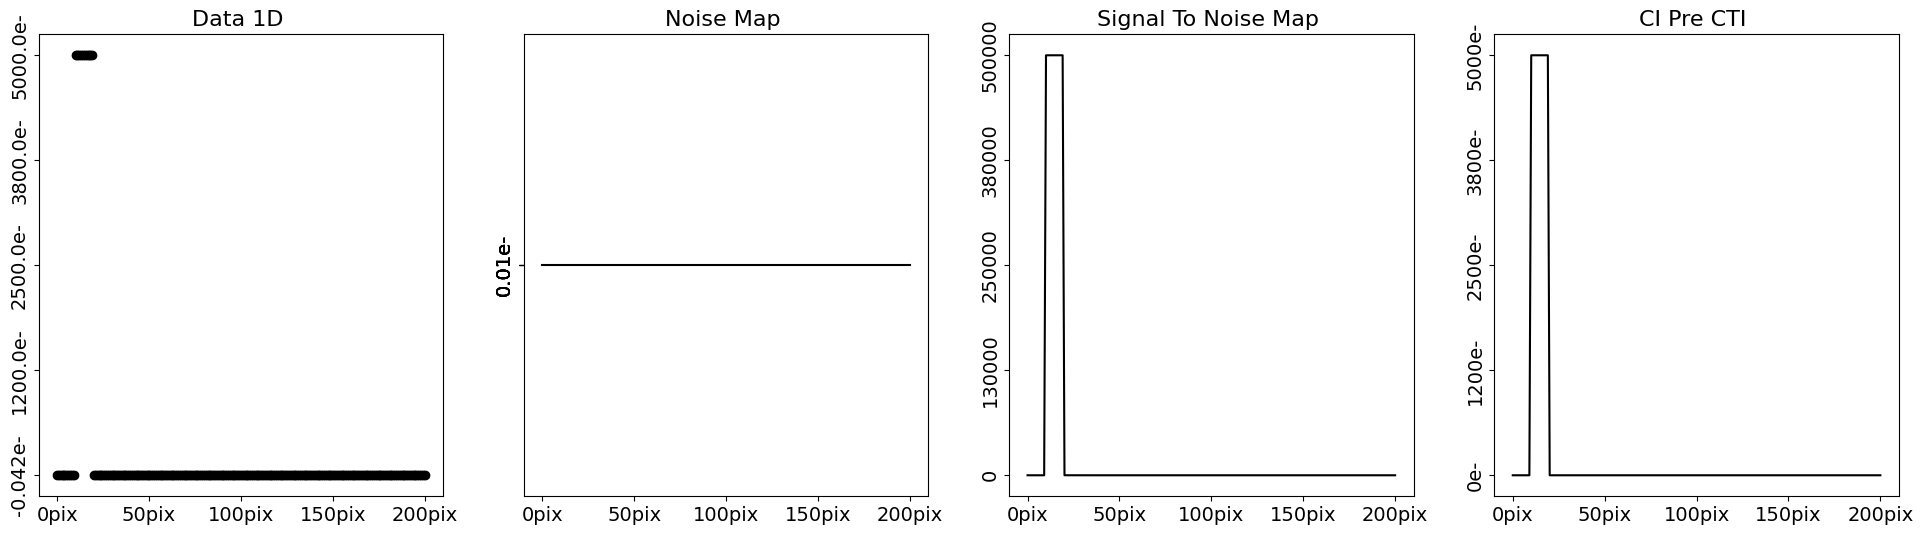 Data 1D
5000.0e-
3800.0e-
2500.0e-
1200.0e-
-0.042e-
0pix 50pix 100pix 150pix 200pix
Noise Map
0.01e-
0pix 50pix 100pix 150pix 200pix
Signal To Noise Map
500000
380000
250000
130000
0
0pix 50pix 100pix 150pix 200pix
CI Pre CTI
5000e-
3800e-
2500e-
1200e-
0e-
0pix 50pix 100pix 150pix 200pix